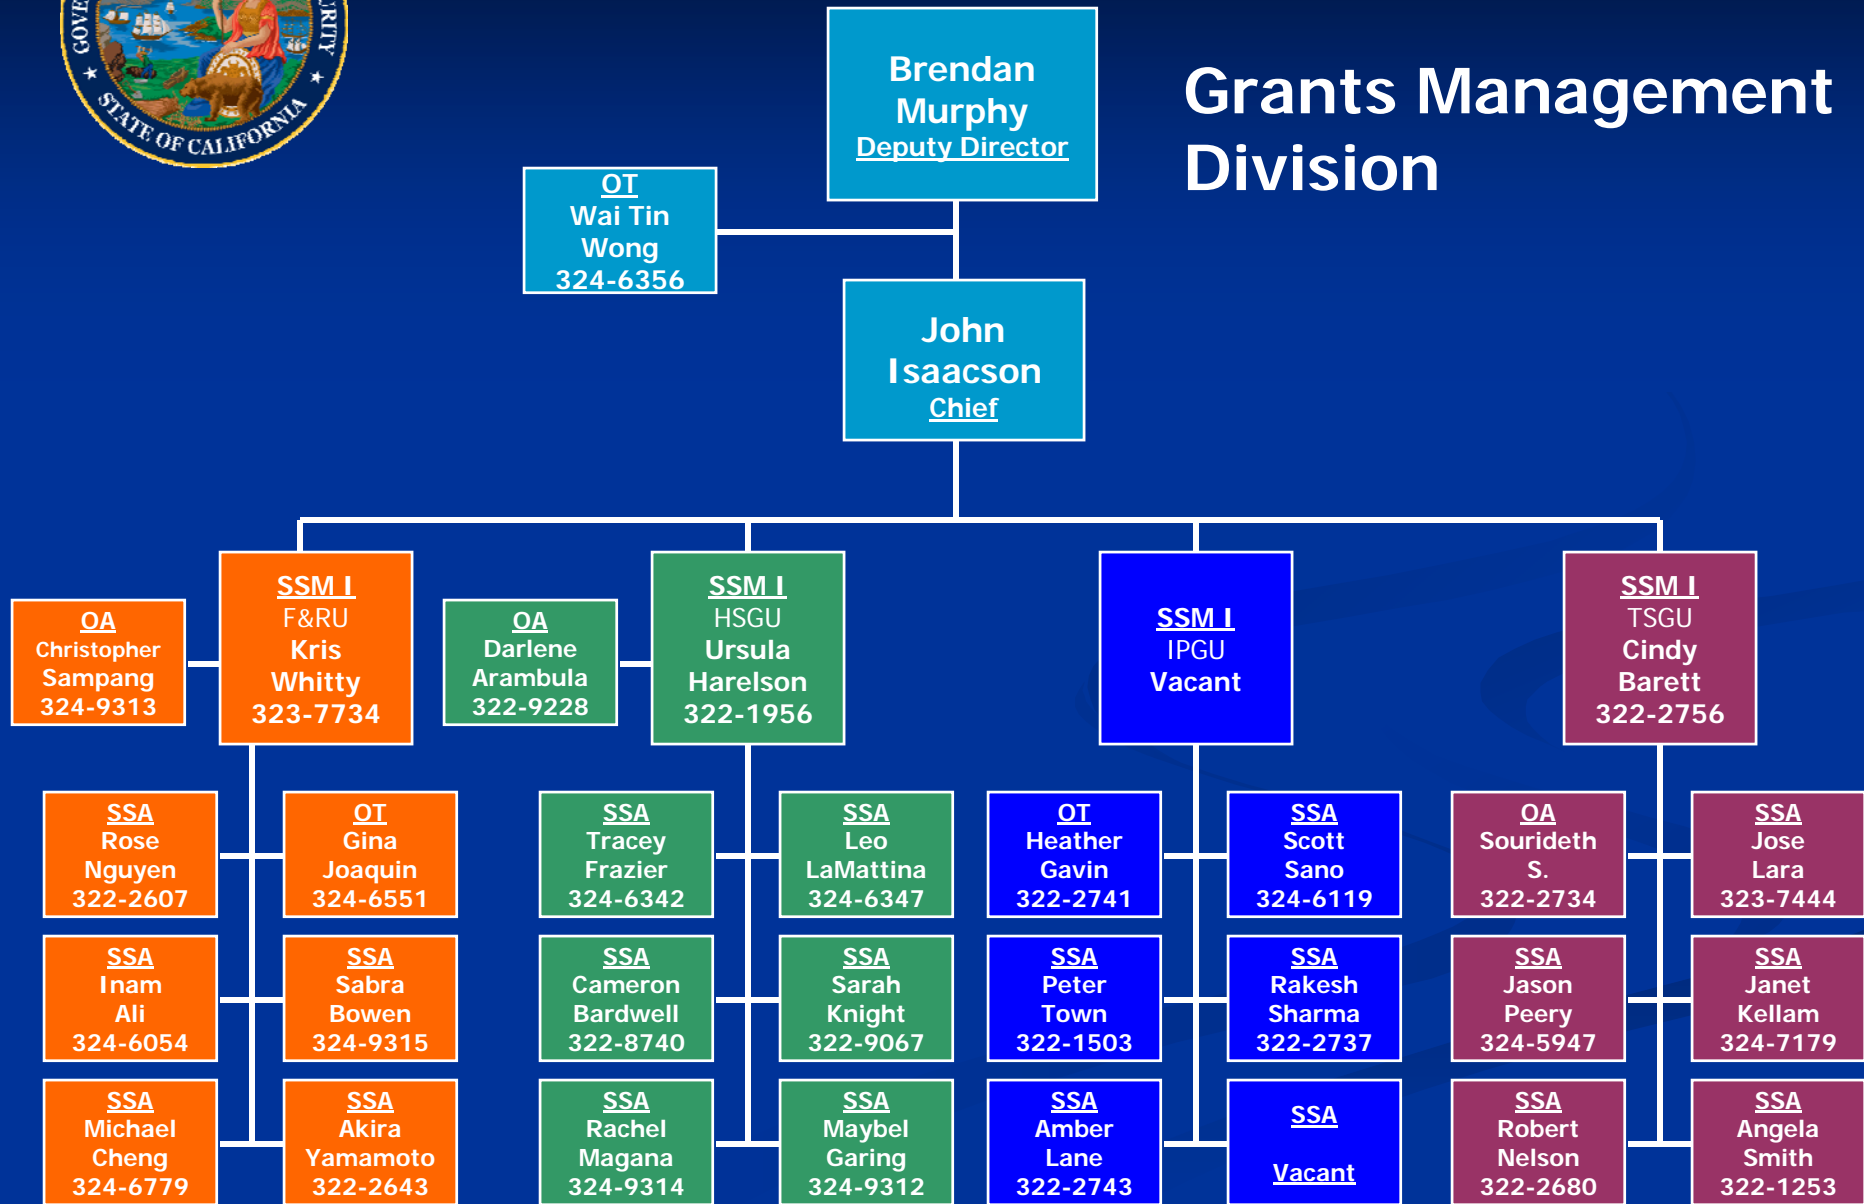 STATE OF CALIFORNIA
Brendan
Murphy
Deputy Director
Grants Management
Division
OT
Wai Tin
Wong
324-6356
John
Isaacson
Chief
OA
Christopher
Sampang
324-9313
SSM I
F&RU
Kris
Whitty
323-7734
OA
Darlene
Arambula
322-9228
SSM I
HSGU
Ursula
Harelson
322-1956
SSM I
IPGU
Vacant
SSM I
TSGU
Cindy
Barett
322-2756
SSA
Rose
Nguyen
322-2607
OT
Gina
Joaquin
324-6551
SSA
Tracey
Frazier
324-6342
SSA
Leo
LaMattina
324-6347
OT
Heather
Gavin
322-2741
SSA
Scott
Sano
324-6119
OA
Sourideth
S.
322-2734
SSA
Jose
Lara
323-7444
SSA
Inam
Ali
324-6054
SSA
Sabra
Bowen
324-9315
SSA
Cameron
Bardwell
322-8740
SSA
Sarah
Knight
322-9067
SSA
Peter
Town
322-1503
SSA
Rakesh
Sharma
322-2737
SSA
Jason
Peery
324-5947
SSA
Janet
Kellam
324-7179
SSA
Michael
Cheng
324-6779
SSA
Akira
Yamamoto
322-2643
SSA
Rachel
Magana
324-9314
SSA
Maybel
Garing
324-9312
SSA
Amber
Lane
322-2743
SSA
Vacant
SSA
Robert
Nelson
322-2680
SSA
Angela
Smith
322-1253